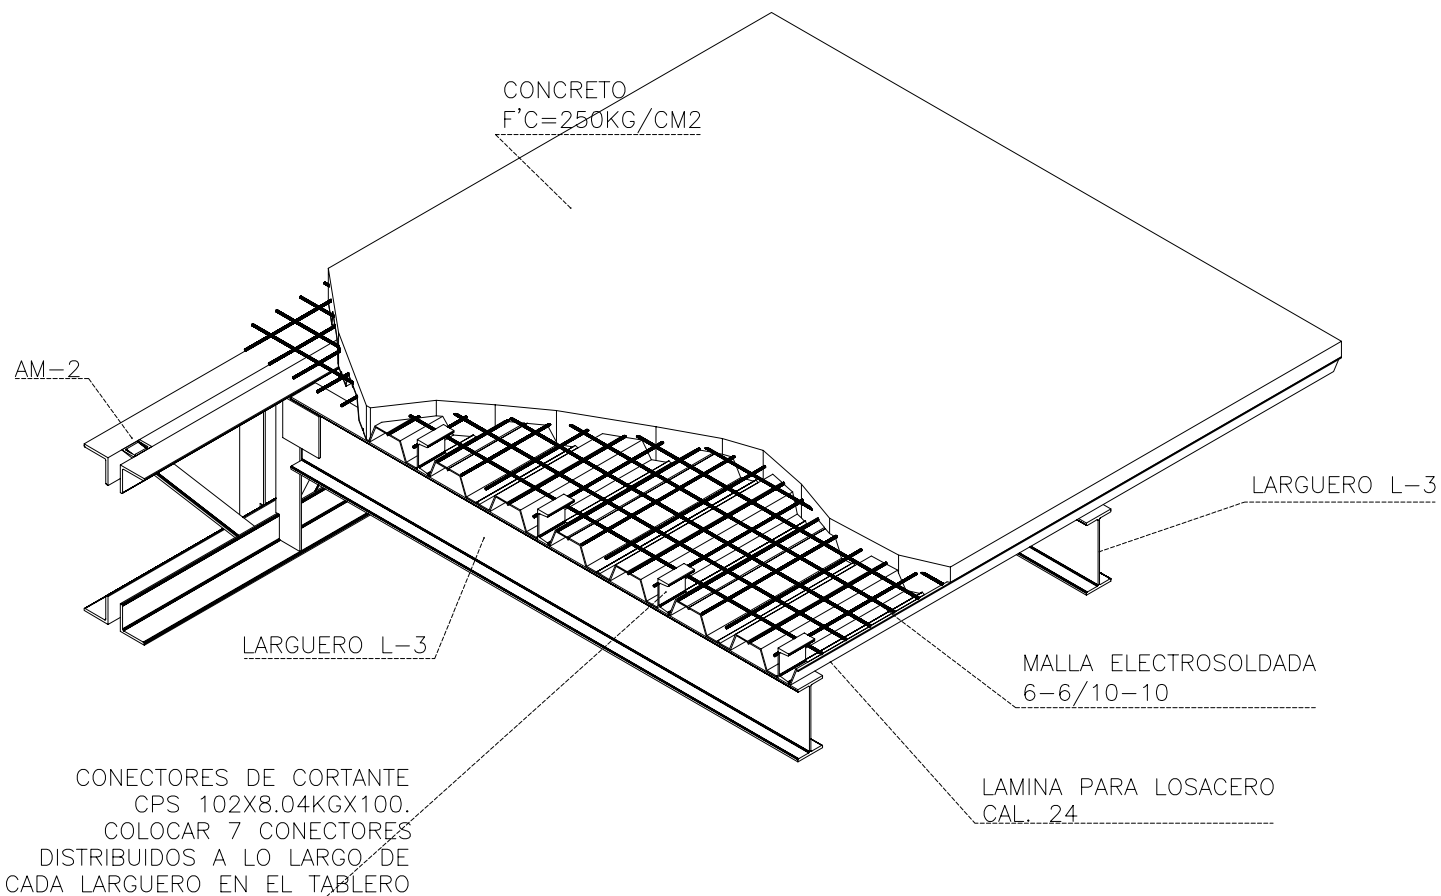 CONCRETO
F'C=250KG/CM2
AM-2
LARGUERO L-3
LARGUERO L-3
MALLA ELECTROSOLDADA
6-6/10-10
LAMINA PARA LOSACERO
CAL. 24
CONECTORES DE CORTANTE
CPS 102X8.04KGX100.
COLOCAR 7 CONECTORES
DISTRIBUIDOS A LO LARGO DE
CADA LARGUERO EN EL TABLERO